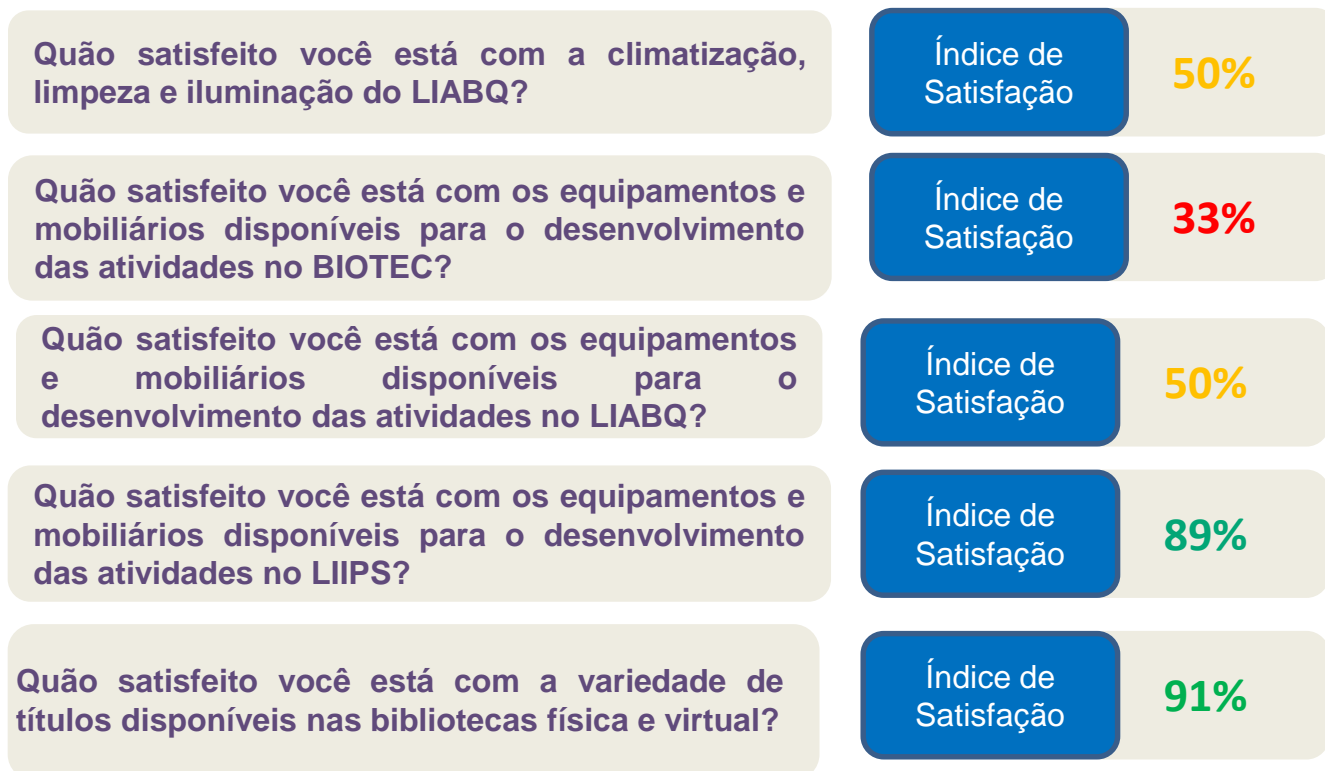 Quão satisfeito você está com a climatização,
limpeza e iluminação do LIABQ?
Índice de
Satisfação
50%
Quão satisfeito você está com os equipamentos e
mobiliários disponíveis para o desenvolvimento
das atividades no BIOTEC?
Índice de
Satisfação
33%
Quão satisfeito você está com os equipamentos
e mobiliários disponíveis para o
desenvolvimento das atividades no LIABQ?
Índice de
Satisfação
50%
Quão satisfeito você está com os equipamentos e
mobiliários disponíveis para o desenvolvimento
das atividades no LIIPS?
Índice de
Satisfação
89%
Quão satisfeito você está com a variedade de
títulos disponíveis nas bibliotecas física e virtual?
Índice de
Satisfação
91%